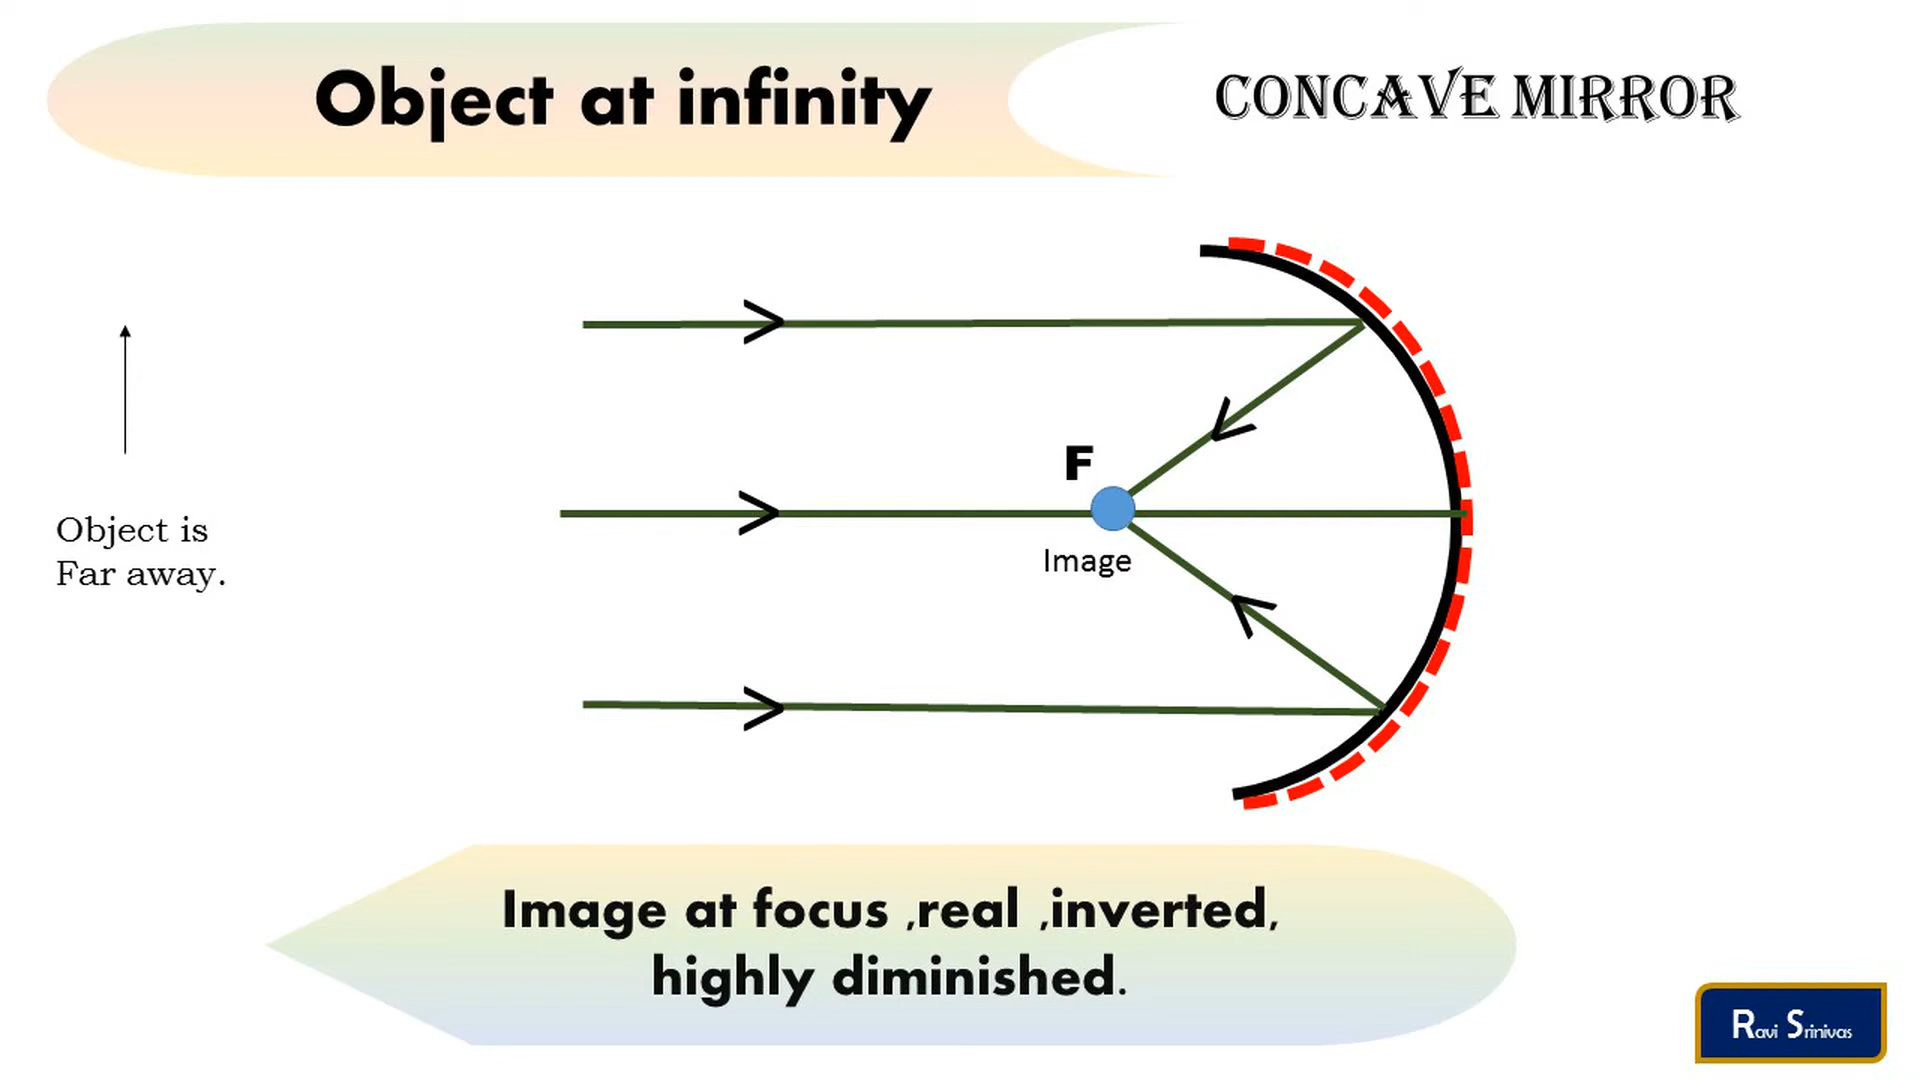 Object at infinity
CONCAVE MIRROR
F
Image
Object is
Far away.
Image at focus ,real ,inverted,
highly diminished.
Ravi Srinivas